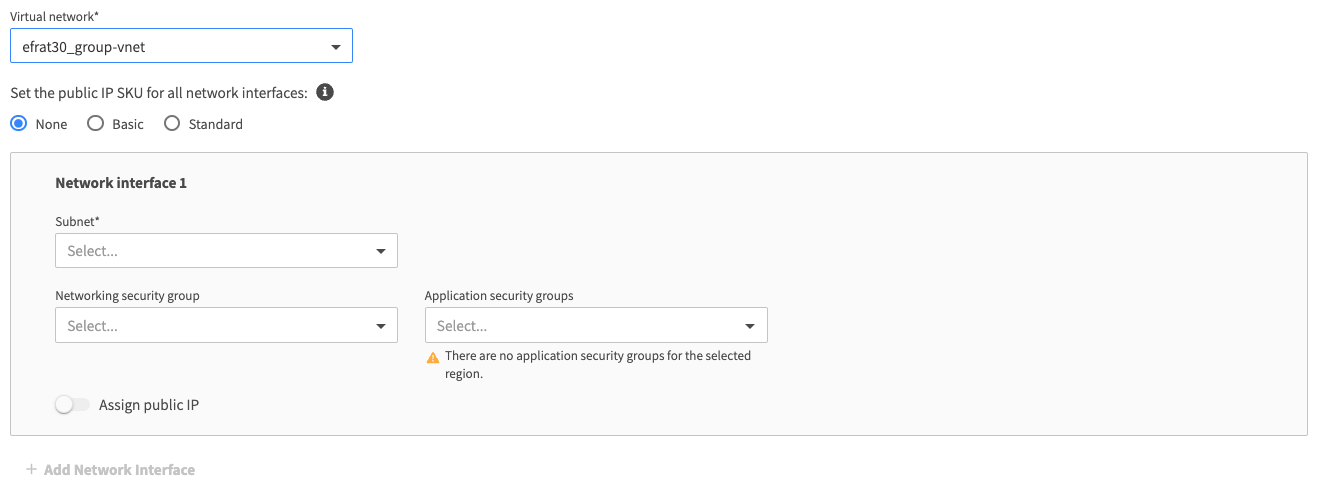 Virtual network*
efrat30_group-vnet
Set the public IP SKU for all network interfaces:
None Basic Standard
Network interface 1
Subnet*
Select...
Networking security group Application security groups
Select... Select...
There are no application security groups for the selected
region.
Assign public IP
+ Add Network Interface